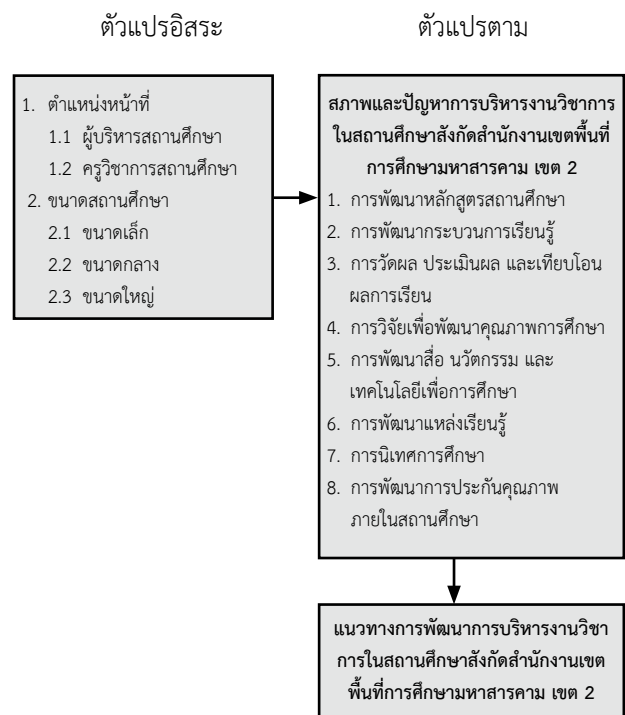 ตัวแปรอิสระ
1. ตำแหน่งหน้าที่
1.1 ผู้บริหารสถานศึกษา
1.2 ครูวิชาการสถานศึกษา
2. ขนาดสถานศึกษา
2.1 ขนาดเล็ก
2.2 ขนาดกลาง
2.3 ขนาดใหญ่
ตัวแปรตาม
สภาพและปัญหาการบริหารงานวิชาการ
ในสถานศึกษาสังกัดสำนักงานเขตพื้นที่
การศึกษามหาสารคาม เขต 2
1. การพัฒนาหลักสูตรสถานศึกษา
2. การพัฒนากระบวนการเรียนรู้
3. การวัดผล ประเมินผล และเทียบโอน
ผลการเรียน
4. การวิจัยเพื่อพัฒนาคุณภาพการศึกษา
5. การพัฒนาสื่อ นวัตกรรม และ
เทคโนโลยีเพื่อการศึกษา
6. การพัฒนาแหล่งเรียนรู้
7. การนิเทศการศึกษา
8. การพัฒนาการประกันคุณภาพ
ภายในสถานศึกษา
แนวทางการพัฒนาการบริหารงานวิชา
การในสถานศึกษาสังกัดสำนักงานเขต
พื้นที่การศึกษามหาสารคาม เขต 2